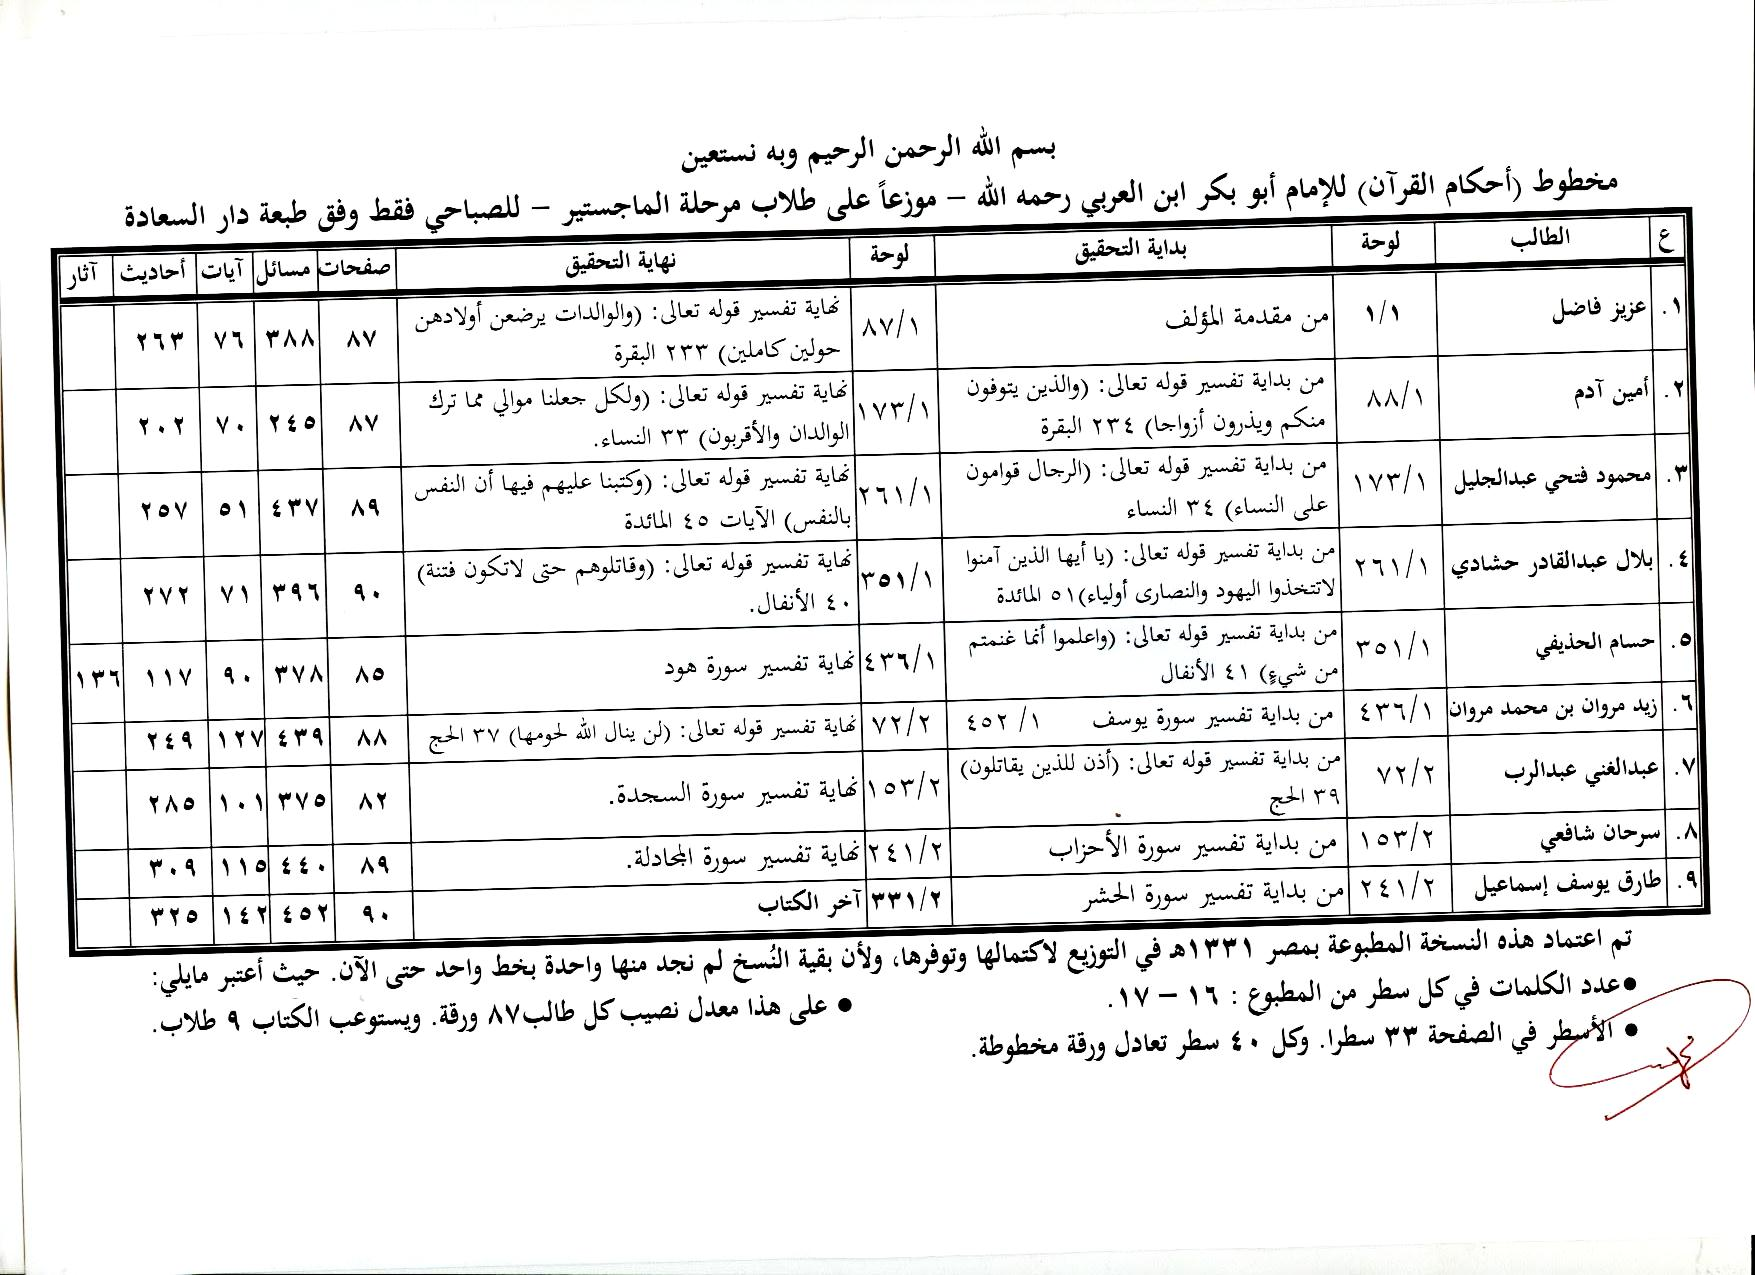 بسم الله الرحمن الرحيم وبه نستعين
مخطوط (أحكام القرآن) للإمام أبو بكر ابن العربي رحمه الله – موزعاً على طلاب مرحلة الماجستير – للصباحي فقط وفق طبعة دار السعادة
ع الطالب لوحة بداية التحقيق لوحة نهاية التحقيق صفحات مسائل آيات أحاديث آثار
١. عزيز فاضل ١/١ من مقدمة المؤلف ٨٧/١ نهاية تفسير قوله تعالى: (والوالدات يرضعن أولادهن
حولين كاملين) ٢٣٣ البقرة ٨٧ ٣٨٨ ٧٦ ٢٦٣
٢. أمين آدم ٨٨/١ من بداية تفسير قوله تعالى: (والذين يتوفون
منكم ويذرون أزواجا) ٢٣٤ البقرة ١٧٣/١ نهاية تفسير قوله تعالى: (ولكل جعلنا موالي مما ترك
الوالدان والأقربون) ٣٣ النساء. ٨٧ ٢٤٥ ٧٠ ٢٠٢
٣. محمود فتحي عبدالجليل ١٧٣/١ من بداية تفسير قوله تعالى: (الرجال قوامون
على النساء) ٣٤ النساء ٢٦١/١ نهاية تفسير قوله تعالى: (وكتبنا عليهم فيها أن النفس
بالنفس) الآيات ٤٥ المائدة ٨٩ ٤٣٧ ٥١ ٢٥٧
٤. بلال عبدالقادر حشادي ٢٦١/١ من بداية تفسير قوله تعالى: (يا أيها الذين آمنوا
لاتتخذوا اليهود والنصارى أولياء)٥١ المائدة ٣٥١/١ نهاية تفسير قوله تعالى: (وقاتلوهم حتى لاتكون فتنة)
٤٠ الأنفال. ٩٠ ٣٩٦ ٧١ ٢٧٢
٥. حسام الحذيفي ٣٥١/١ من بداية تفسير قوله تعالى: (واعلموا أنما غنمتم
من شيءٍ) ٤١ الأنفال ٤٣٦/١ نهاية تفسير سورة هود ٨٥ ٣٧٨ ٩٠ ١١٧ ١٣٦
٦. زيد مروان بن محمد مروان ٤٣٦/١ من بداية تفسير سورة يوسف ١/ ٤٥٢ ٧٢/٢ نهاية تفسير قوله تعالى: (لن ينال الله لحومها) ٣٧ الحج ٨٨ ٤٣٩ ١٢٧ ٢٤٩
٧. عبدالغني عبدالرب ٧٢/٢ من بداية تفسير قوله تعالى: (أذن للذين يقاتلون)
٣٩ الحج ١٥٣/٢ نهاية تفسير سورة السجدة. ٨٢ ٣٧٥ ١٠١ ٢٨٥
٨. سرحان شافعي ١٥٣/٢ من بداية تفسير سورة الأحزاب ٢٤١/٢ نهاية تفسير سورة المجادلة. ٨٩ ٤٤٠ ١١٥ ٣٠٩
٩. طارق يوسف إسماعيل ٢٤١/٢ من بداية تفسير سورة الحشر ٣٣١/٢ آخر الكتاب ٩٠ ٤٥٢ ١٤٢ ٣٢٥
تم اعتماد هذه النسخة المطبوعة بمصر ١٣٣١هـ في التوزيع لاكتمالها وتوفرها، ولأن بقية النُسخ لم نجد منها واحدة بخط واحد حتى الآن. حيث أعتبر مايلي:
●عدد الكلمات في كل سطر من المطبوع : ١٦ – ١٧.
● على هذا معدل نصيب كل طالب٨٧ ورقة. ويستوعب الكتاب ٩ طلاب.
● الأسطر في الصفحة ٣٣ سطرا. وكل ٤٠ سطر تعادل ورقة مخطوطة.